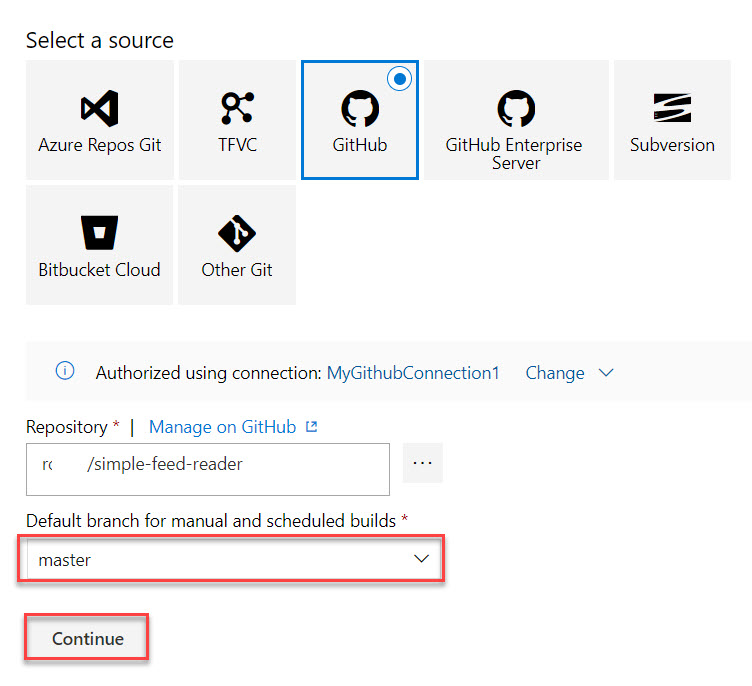 Select a source
Azure Repos Git
TFVC
GitHub
GitHub Enterprise
Server
Subversion
Bitbucket Cloud
Other Git
Authorized using connection: MyGithubConnection1 Change
Repository * | Manage on GitHub
/simple-feed-reader
...
Default branch for manual and scheduled builds *
master
Continue